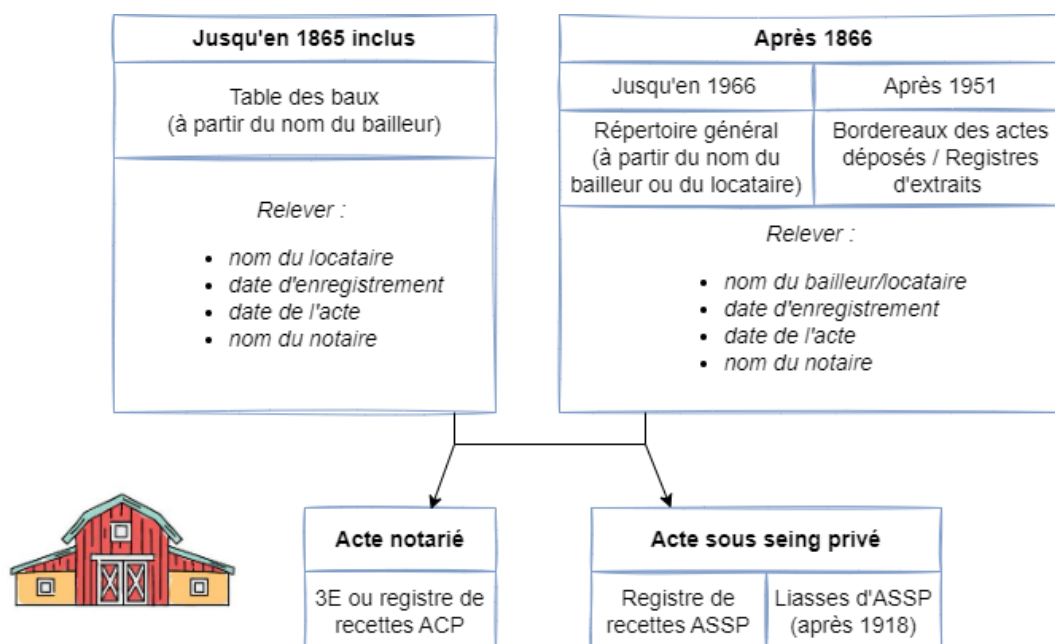 Jusqu'en 1865 inclus
Table des baux
(à partir du nom du bailleur)
Relever :
• nom du locataire
• date d'enregistrement
• date de l'acte
• nom du notaire
Après 1866
Jusqu'en 1966
Après 1951
Répertoire général
(à partir du nom du
bailleur ou du locataire)
Bordereaux des actes
déposés / Registres
d'extraits
Relever :
• nom du bailleur/locataire
• date d'enregistrement
• date de l'acte
• nom du notaire
Acte notarié
3E ou registre de
recettes ACP
Acte sous seing privé
Registre de
recettes ASSP
Liasses d'ASSP
(après 1918)